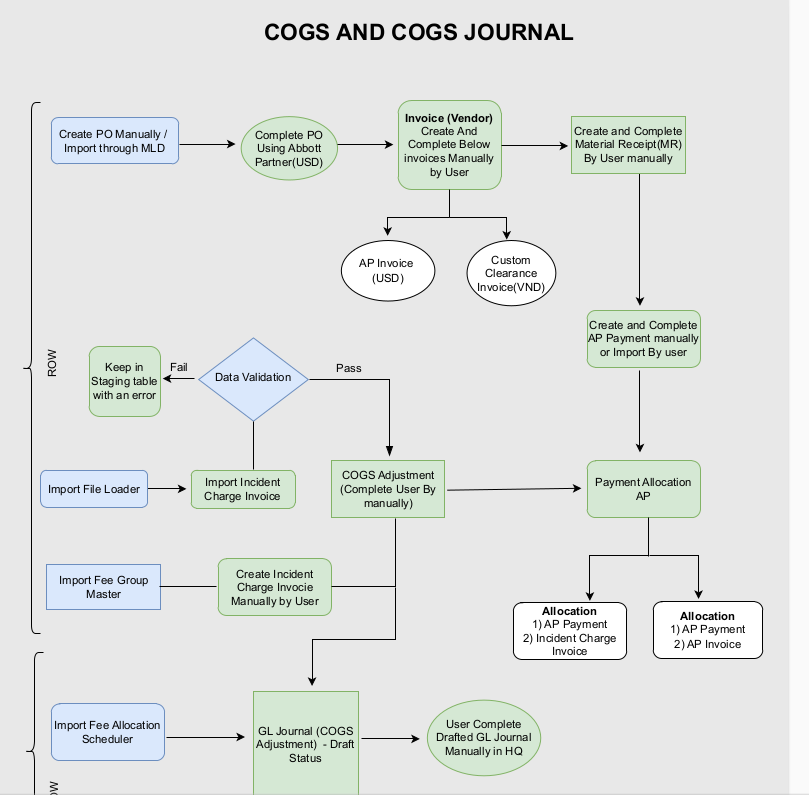 COGS AND COGS JOURNAL
Create PO Manually /
Import through MLD
Complete PO
Using Abbott
Partner(USD)
Invoice (Vendor)
Create And
Complete Below
invoices Manually
by User
Create and Complete
Material Receipt(MR)
By User manually
AP Invoice
(USD)
Custom
Clearance
Invoice(VND)
Create and Complete
AP Payment manually
or Import By user
ROW
Keep in
Staging table
with an error
Fail
Data Validation
Pass
Import File Loader
Import Incident
Charge Invoice
COGS Adjustment
(Complete User By
manually)
Payment Allocation
AP
Import Fee Group
Master
Create Incident
Charge Invocie
Manually by User
Allocation
1) AP Payment
2) Incident Charge
Invoice
Allocation
1) AP Payment
2) AP Invoice
Import Fee Allocation
Scheduler
GL Journal (COGS
Adjustment) - Draft
Status
User Complete
Drafted GL Journal
Manually in HQ